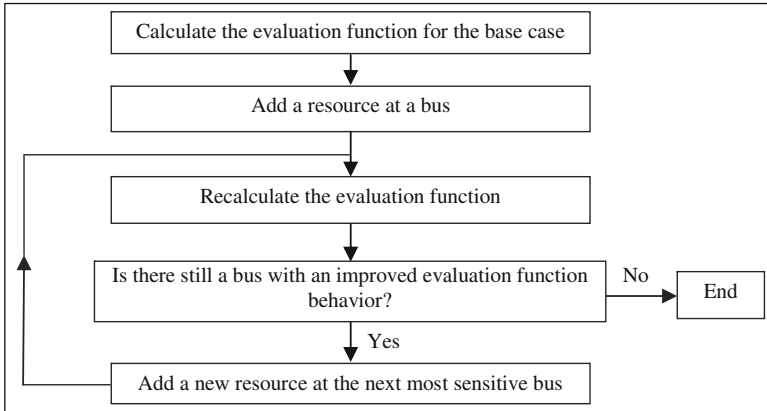 Calculate the evaluation function for the base case
Add a resource at a bus
Recalculate the evaluation function
Is there still a bus with an improved evaluation function
behavior?
No
End
Yes
Add a new resource at the next most sensitive bus